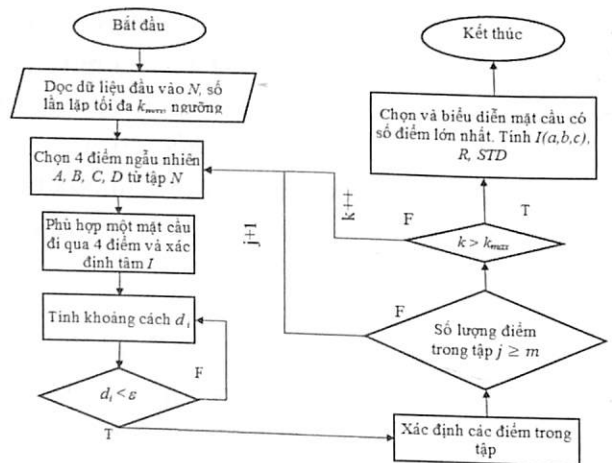 Bắt đầu
Dọc dữ liệu đầu vào N, số
lần lặp tối đa kmax, ngưỡng
Chọn 4 điểm ngẫu nhiên
A, B, C, D từ tập N
Phù hợp một mặt cầu
đi qua 4 điểm và xác
định tâm I
Tính khoảng cách di
F
di < ε
T
Xác định các điểm trong
tập
Số lượng điểm
trong tập j ≥ m
F
j+1
k > kmax
F
k++
T
Chọn và biểu diễn mặt cầu có
số điểm lớn nhất. Tính I(a,b,c),
R, STD
Kết thúc